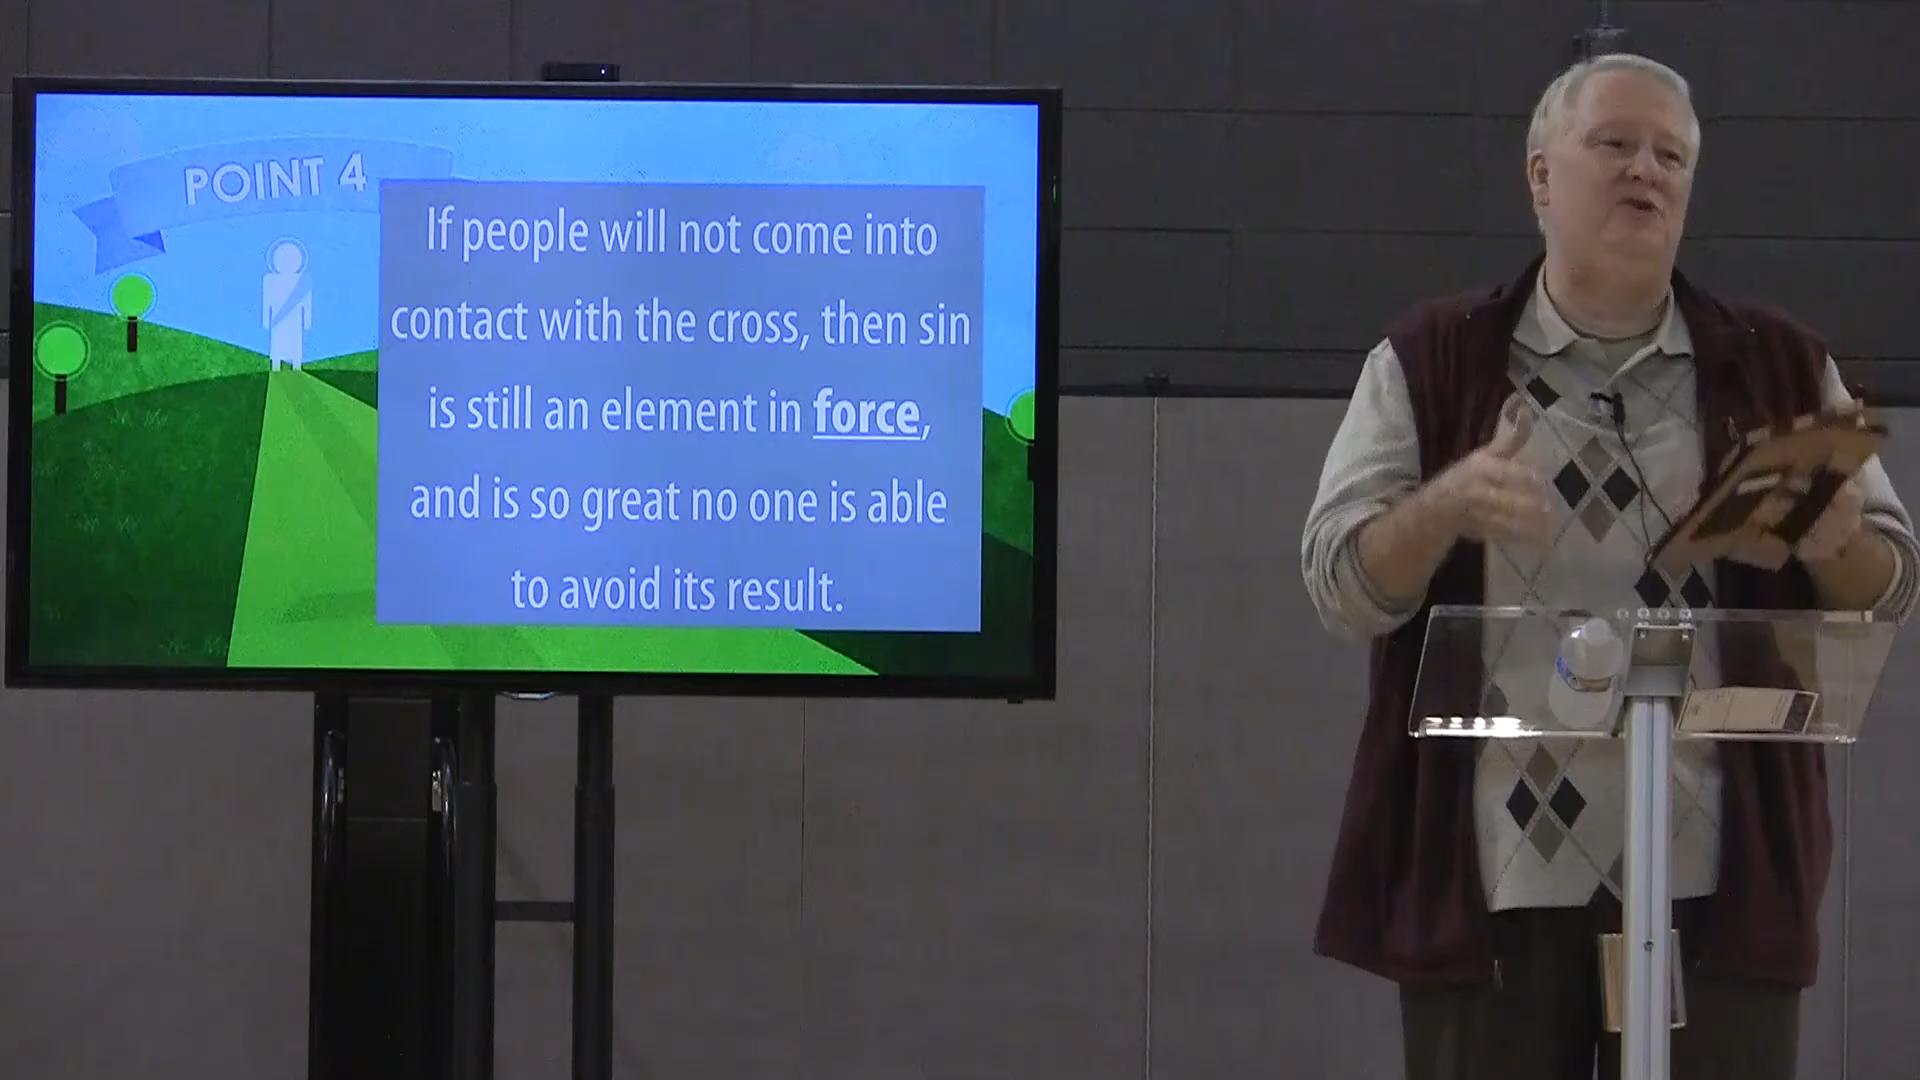 POINT 4
If people will not come into
contact with the cross, then sin
is still an element in force,
and is so great no one is able
to avoid its result.